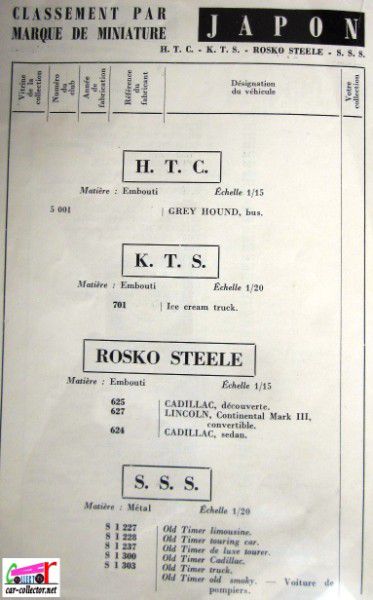 CLASSEMENT PAR
MARQUE DE MINIATURE
JAPON
H. T. C. - K. T. S. - ROSKO STEELE - S. S. S.
Vitrine de la collection
Numéro du club
Année de fabrication
Référence du fabricant
Désignation du véhicule
Votre collection
H. T. C.
Matière : Embouti Échelle 1/15
5 001 GREY HOUND, bus.
K. T. S.
Matière : Embouti Échelle 1/20
701 Ice cream truck.
ROSKO STEELE
Matière : Embouti Échelle 1/15
625 CADILLAC, découverte.
627 LINCOLN, Continental Mark III,
convertible.
624 CADILLAC, sedan.
S. S. S.
Matière : Métal Échelle 1/20
S 1 227 Old Timer limousine.
S 1 228 Old Timer touring car.
S 1 237 Old Timer de luxe tourer.
S 1 300 Old Timer Cadillac.
S 1 303 Old Timer truck.
Old Timer old smoky. — Voiture de
pompiers.
COLLECTOR
car-collector.net